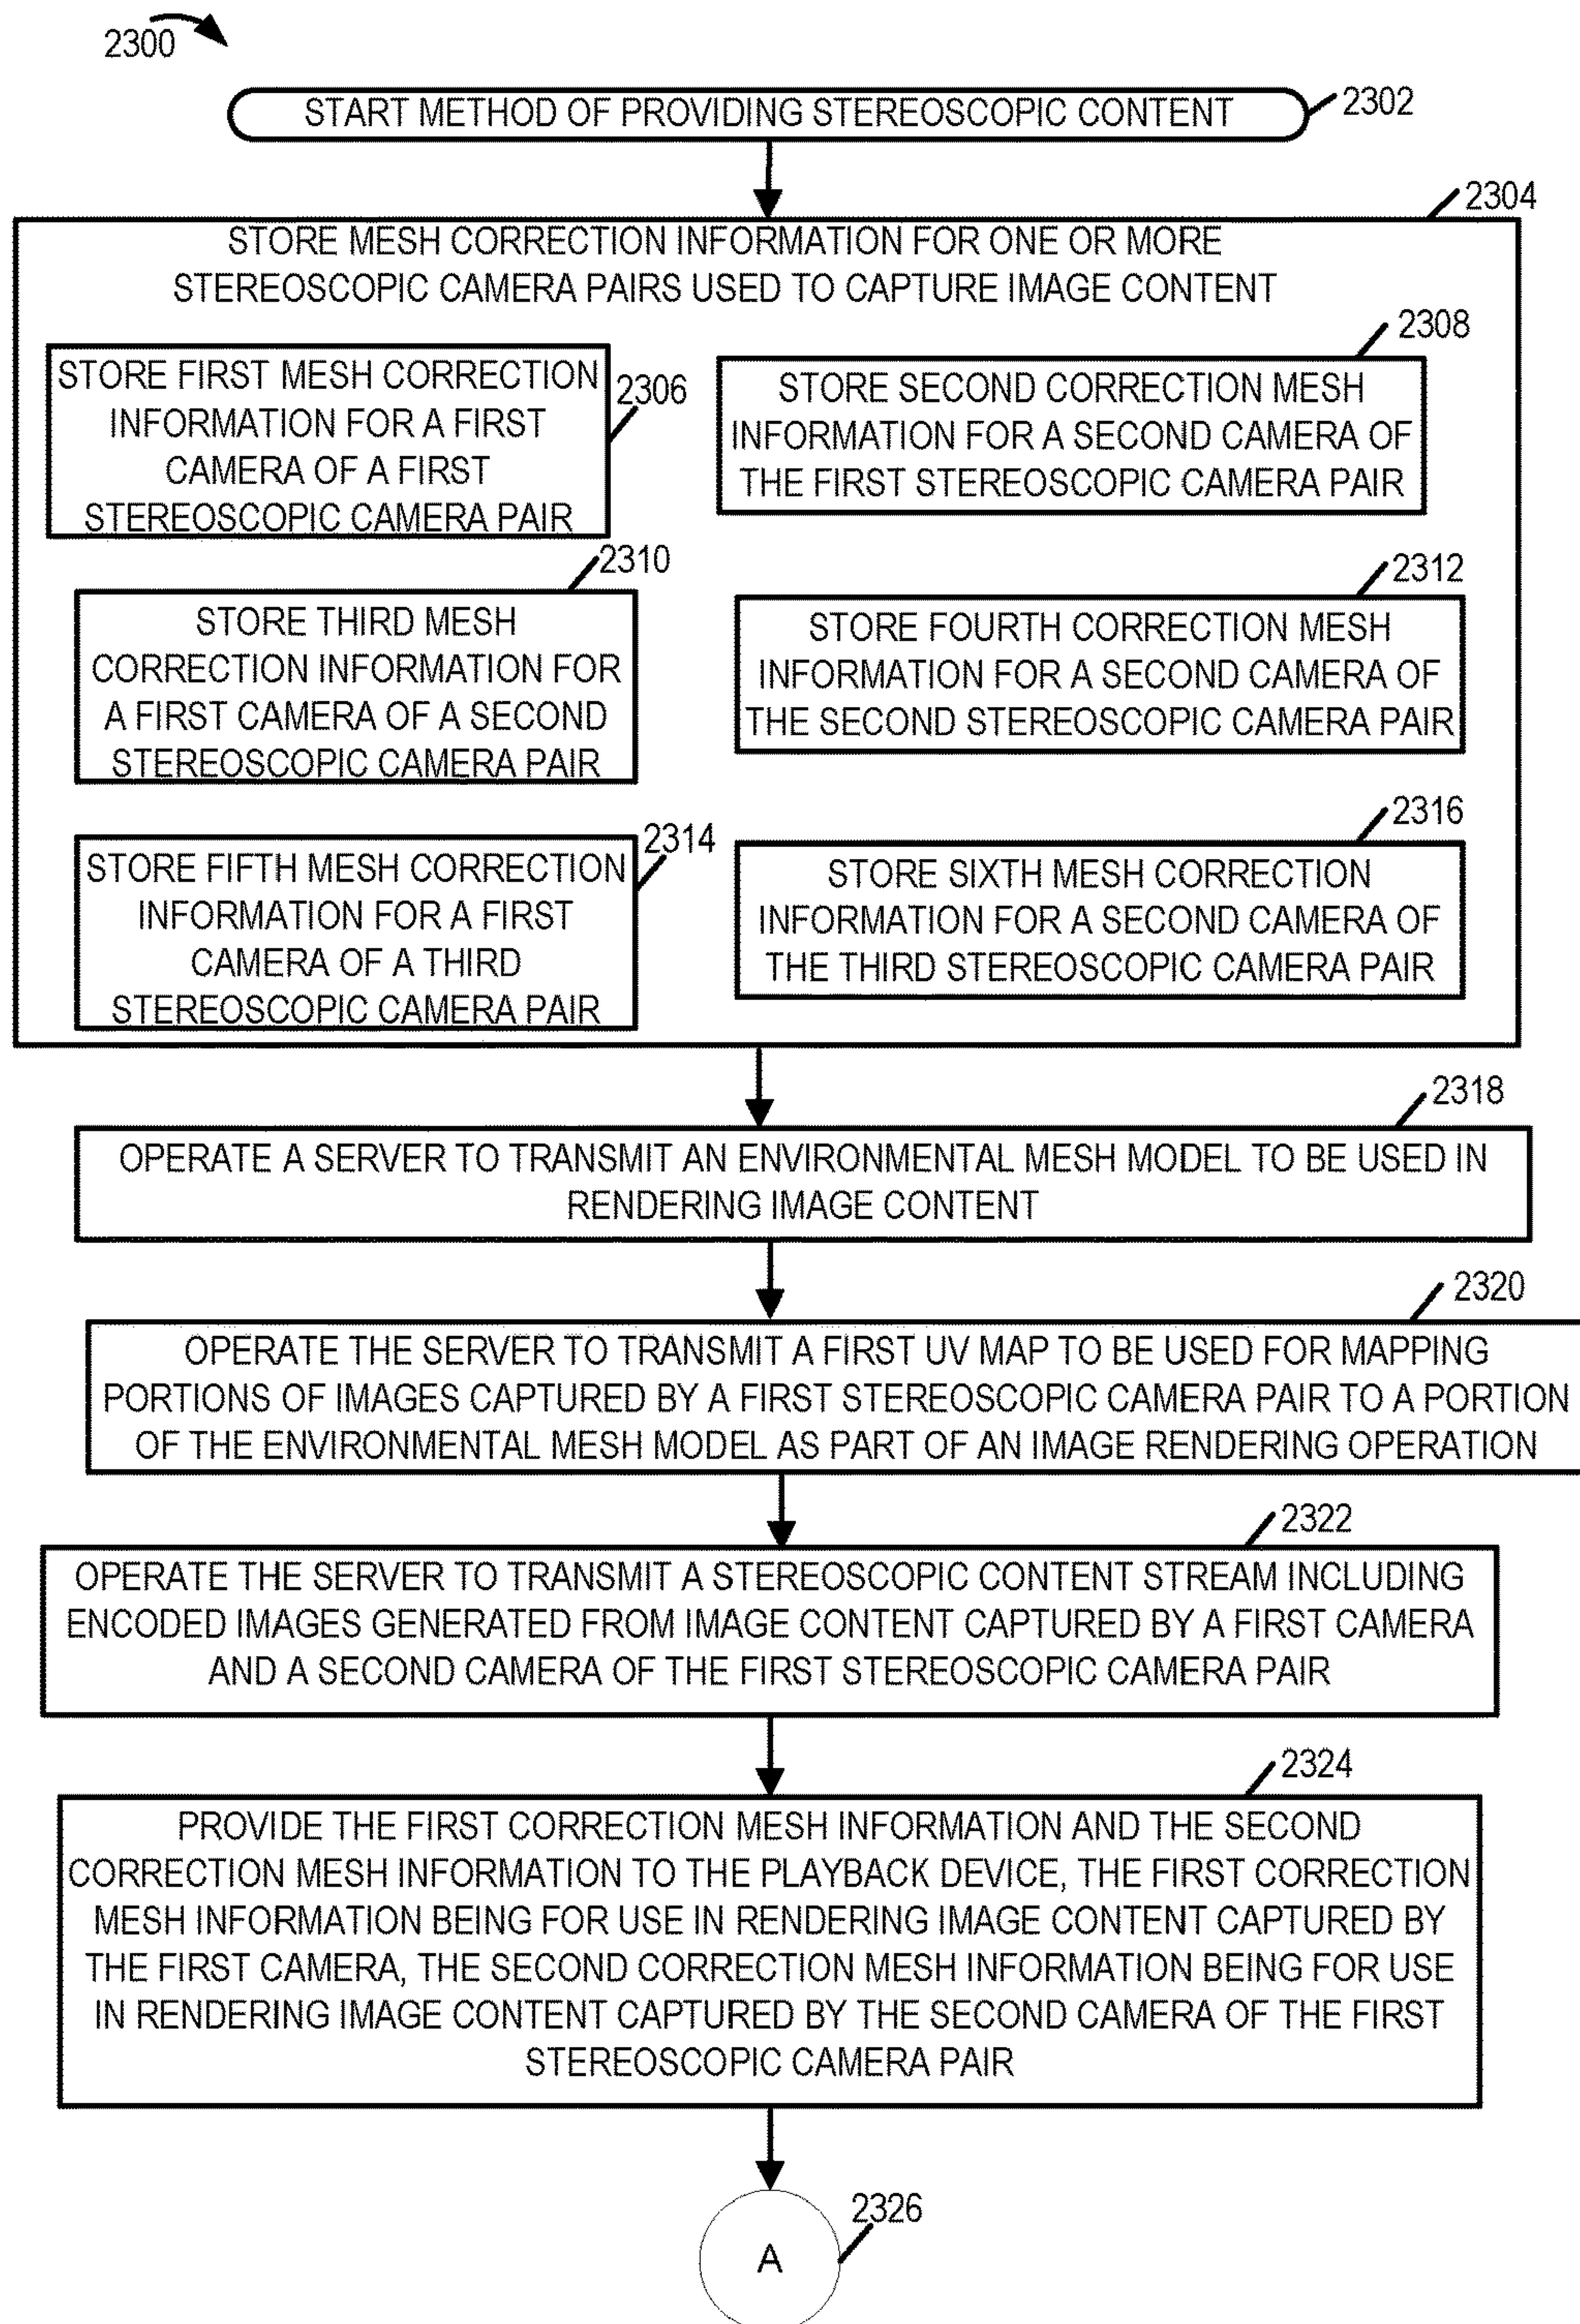 2300
START METHOD OF PROVIDING STEREOSCOPIC CONTENT
2302
2304
STORE MESH CORRECTION INFORMATION FOR ONE OR MORE
STEREOSCOPIC CAMERA PAIRS USED TO CAPTURE IMAGE CONTENT
STORE FIRST MESH CORRECTION
INFORMATION FOR A FIRST
CAMERA OF A FIRST
STEREOSCOPIC CAMERA PAIR
2306
2308
STORE SECOND CORRECTION MESH
INFORMATION FOR A SECOND CAMERA OF
THE FIRST STEREOSCOPIC CAMERA PAIR
2310
STORE THIRD MESH
CORRECTION INFORMATION FOR
A FIRST CAMERA OF A SECOND
STEREOSCOPIC CAMERA PAIR
2312
STORE FOURTH CORRECTION MESH
INFORMATION FOR A SECOND CAMERA OF
THE SECOND STEREOSCOPIC CAMERA PAIR
2314
STORE FIFTH MESH CORRECTION
INFORMATION FOR A FIRST
CAMERA OF A THIRD
STEREOSCOPIC CAMERA PAIR
2316
STORE SIXTH MESH CORRECTION
INFORMATION FOR A SECOND CAMERA OF
THE THIRD STEREOSCOPIC CAMERA PAIR
2318
OPERATE A SERVER TO TRANSMIT AN ENVIRONMENTAL MESH MODEL TO BE USED IN
RENDERING IMAGE CONTENT
2320
OPERATE THE SERVER TO TRANSMIT A FIRST UV MAP TO BE USED FOR MAPPING
PORTIONS OF IMAGES CAPTURED BY A FIRST STEREOSCOPIC CAMERA PAIR TO A PORTION
OF THE ENVIRONMENTAL MESH MODEL AS PART OF AN IMAGE RENDERING OPERATION
2322
OPERATE THE SERVER TO TRANSMIT A STEREOSCOPIC CONTENT STREAM INCLUDING
ENCODED IMAGES GENERATED FROM IMAGE CONTENT CAPTURED BY A FIRST CAMERA
AND A SECOND CAMERA OF THE FIRST STEREOSCOPIC CAMERA PAIR
2324
PROVIDE THE FIRST CORRECTION MESH INFORMATION AND THE SECOND
CORRECTION MESH INFORMATION TO THE PLAYBACK DEVICE, THE FIRST CORRECTION
MESH INFORMATION BEING FOR USE IN RENDERING IMAGE CONTENT CAPTURED BY
THE FIRST CAMERA, THE SECOND CORRECTION MESH INFORMATION BEING FOR USE
IN RENDERING IMAGE CONTENT CAPTURED BY THE SECOND CAMERA OF THE FIRST
STEREOSCOPIC CAMERA PAIR
2326
A